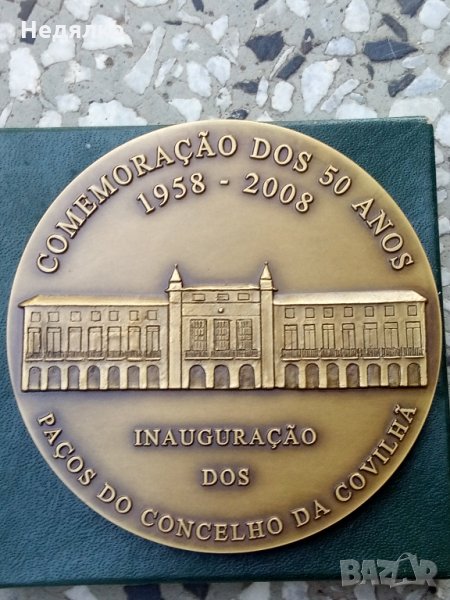 Недялко
COMEMORAÇÃO DOS 50 ANOS
1958 - 2008
INAUGURAÇÃO
DOS
PAÇOS DO CONCELHO DA COVILHÃ
BAZAR